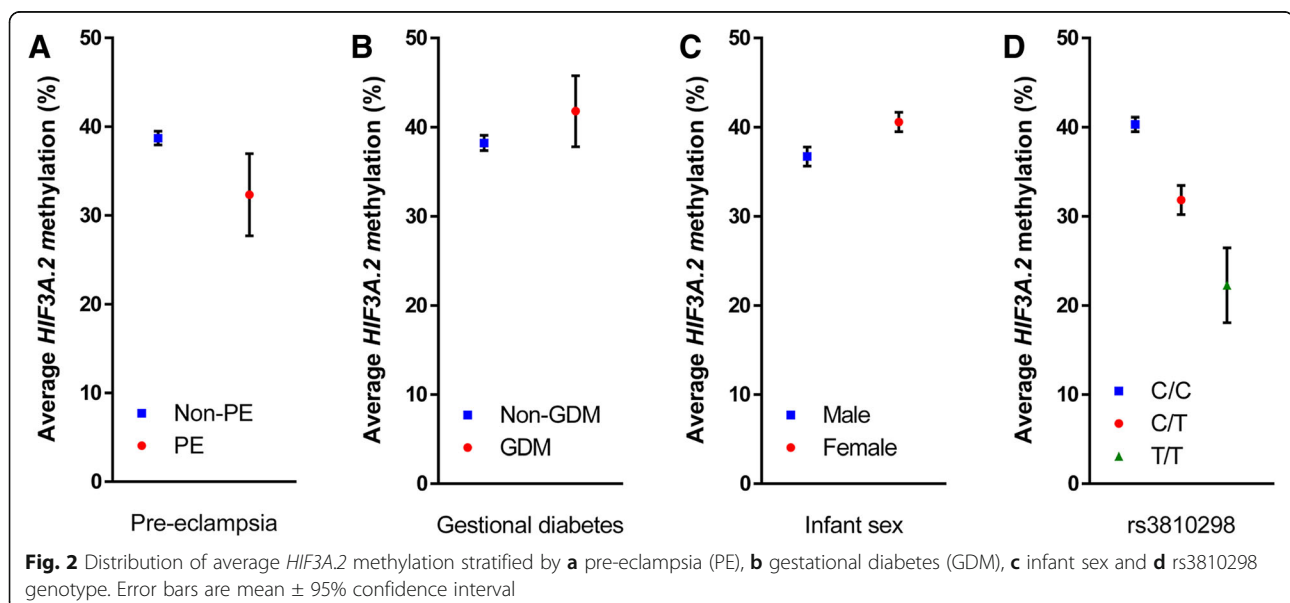 A
Average HIF3A.2 methylation (%)
50
40
30
20
10
0
Non-PE
PE
Pre-eclampsia
B
Average HIF3A.2 methylation (%)
50
40
30
20
10
0
Non-GDM
GDM
Gestional diabetes
C
Average HIF3A.2 methylation (%)
50
40
30
20
10
0
Male
Female
Infant sex
D
Average HIF3A.2 methylation (%)
50
40
30
20
10
0
C/C
C/T
T/T
rs3810298
Fig. 2 Distribution of average HIF3A.2 methylation stratified by a pre-eclampsia (PE), b gestational diabetes (GDM), c infant sex and d rs3810298
genotype. Error bars are mean ± 95% confidence interval